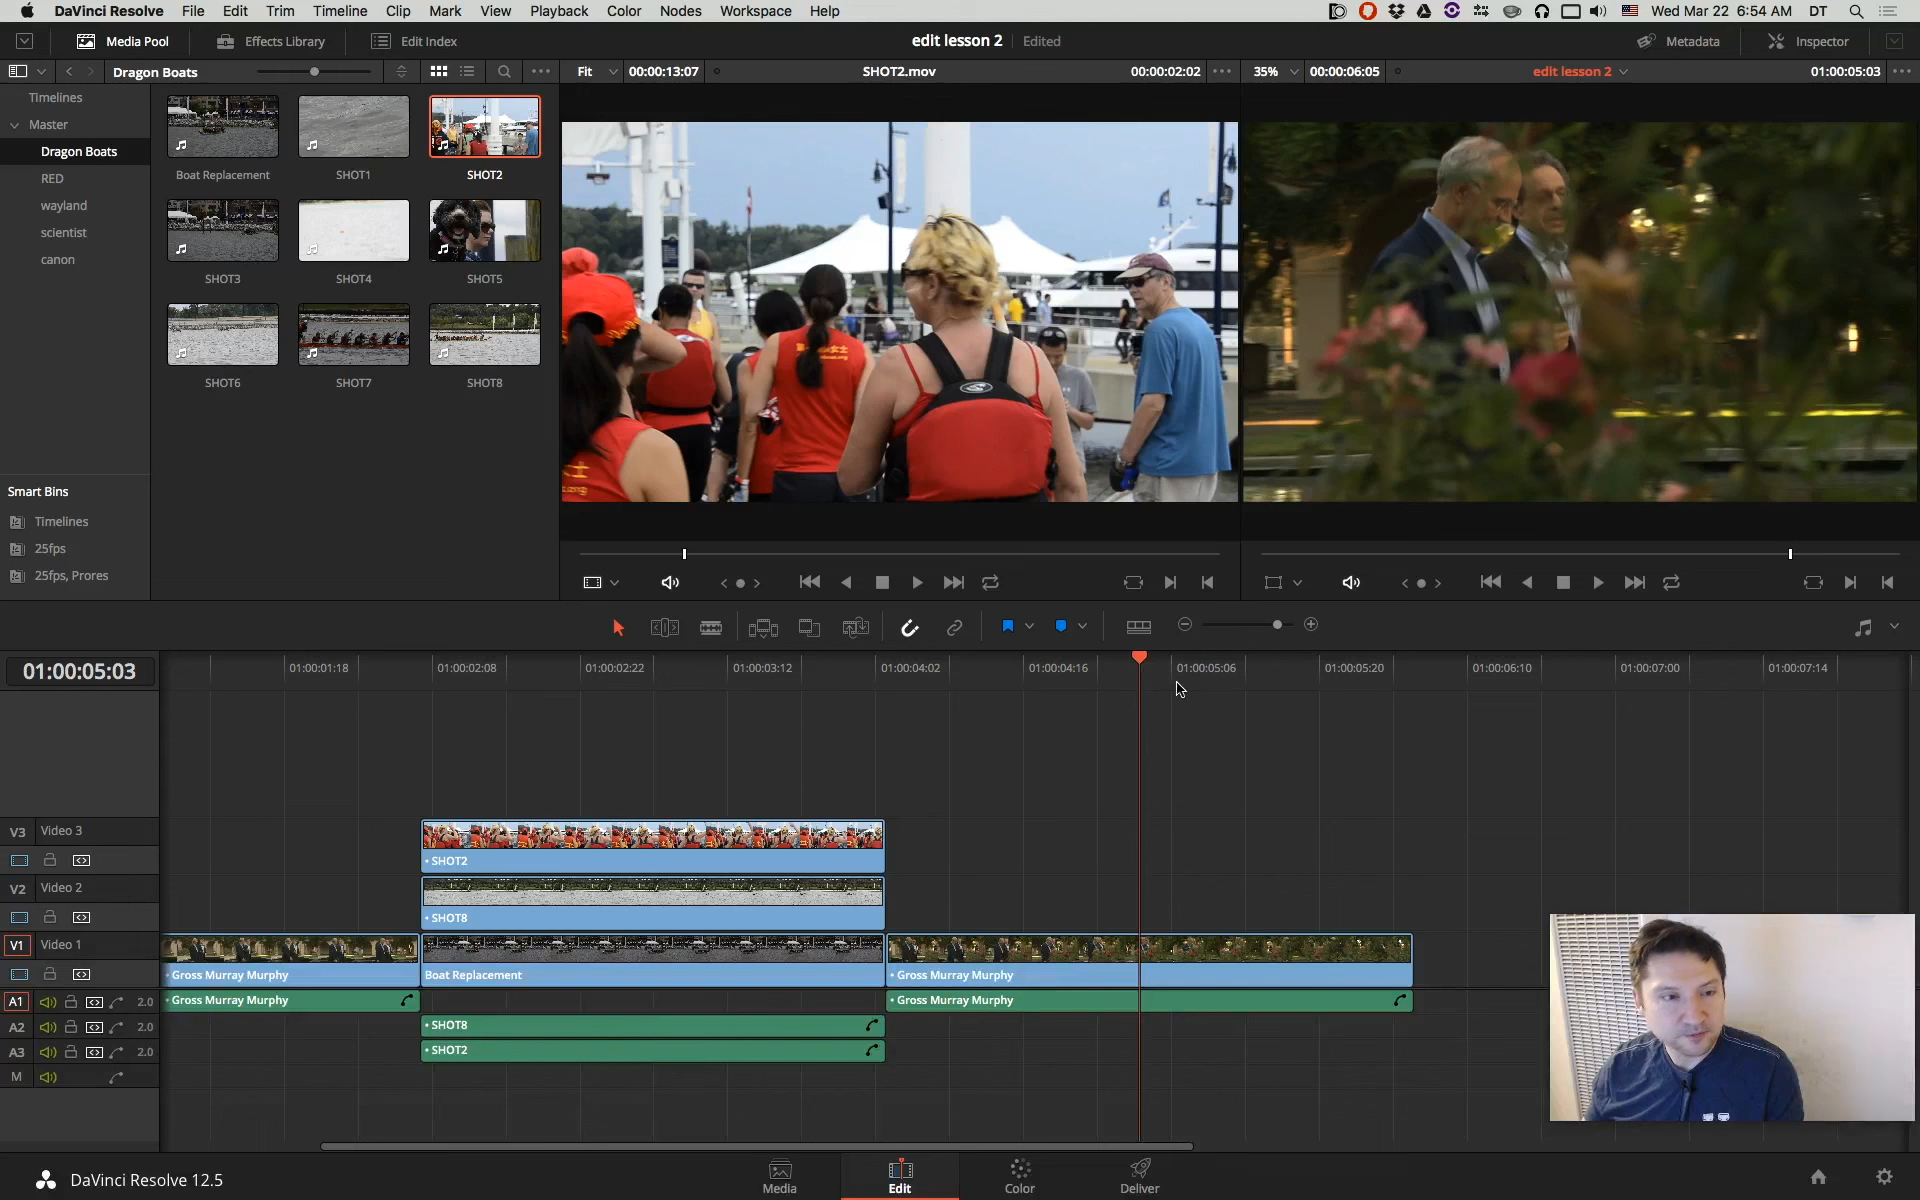 DaVinci Resolve File Edit Trim Timeline Clip Mark View Playback Color Nodes Workspace Help Wed Mar 22 6:54 AM DT
Media Pool Effects Library Edit Index edit lesson 2 Edited Metadata Inspector
Dragon Boats Fit 00:00:13:07 SHOT2.mov 00:00:02:02 35% 00:00:06:05 edit lesson 2 01:00:05:03
Timelines
Master
Dragon Boats
RED
wayland
scientist
canon
Boat Replacement SHOT1 SHOT2
SHOT3 SHOT4 SHOT5
SHOT6 SHOT7 SHOT8
Smart Bins
Timelines
25fps
25fps, Prores
01:00:05:03 01:00:01:18 01:00:02:08 01:00:02:22 01:00:03:12 01:00:04:02 01:00:04:16 01:00:05:06 01:00:05:20 01:00:06:10 01:00:07:00 01:00:07:14
V3 Video 3
SHOT2
V2 Video 2
SHOT8
V1 Video 1
Gross Murray Murphy Boat Replacement Gross Murray Murphy
A1 2.0 Gross Murray Murphy Gross Murray Murphy
A2 2.0 SHOT8
A3 2.0 SHOT2
M
DaVinci Resolve 12.5 Media Edit Color Deliver